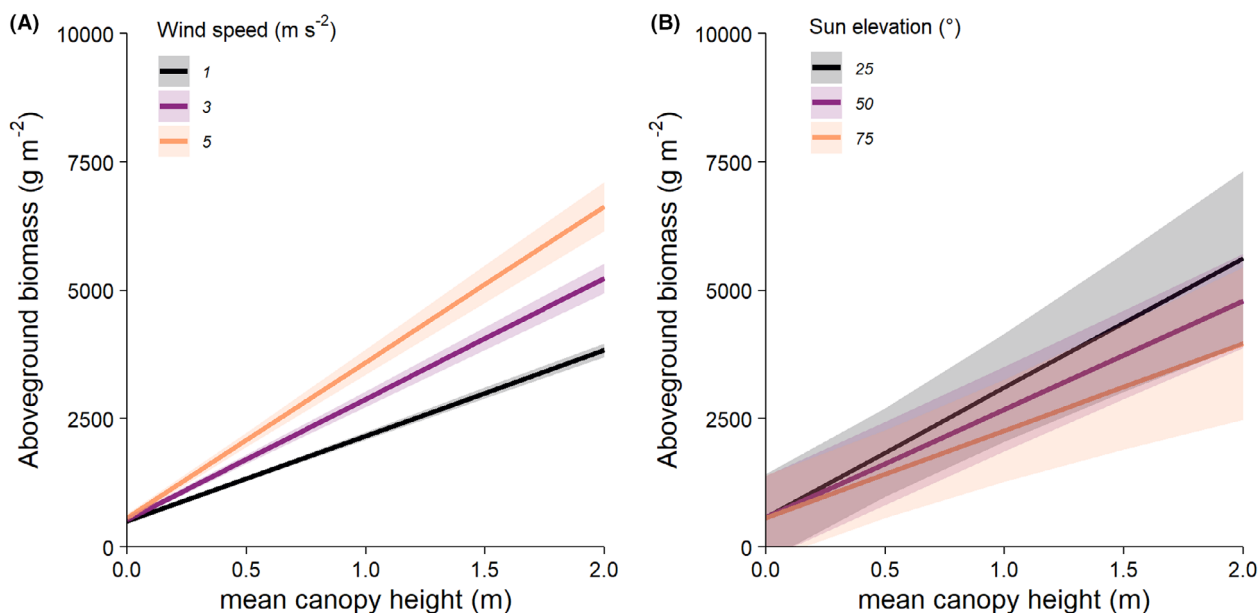 (A)
Wind speed (m s⁻²)
1
3
5
Aboveground biomass (g m⁻²)
10000
7500
5000
2500
0
0.0 0.5 1.0 1.5 2.0
mean canopy height (m)
(B)
Sun elevation (°)
25
50
75
Aboveground biomass (g m⁻²)
10000
7500
5000
2500
0
0.0 0.5 1.0 1.5 2.0
mean canopy height (m)